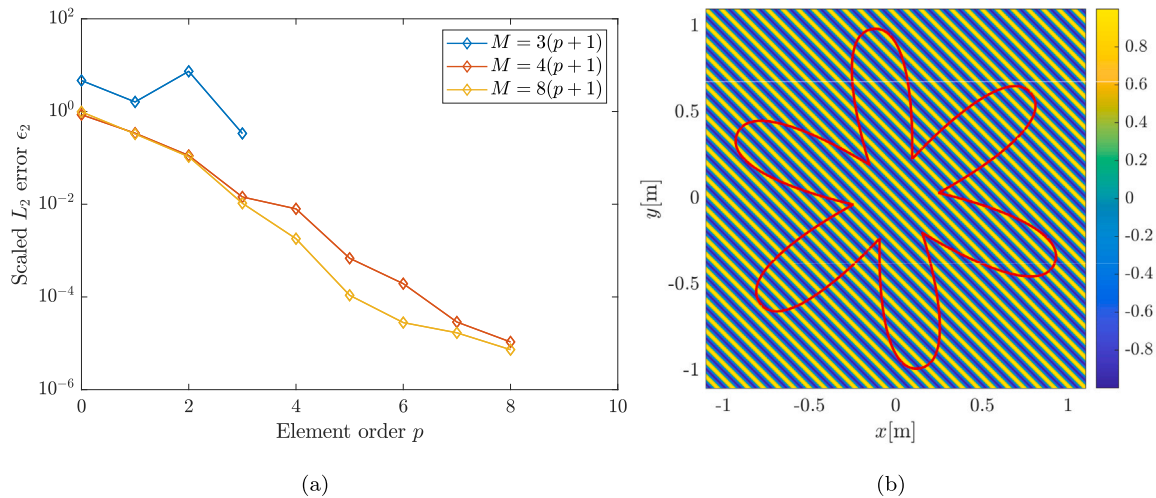 10^2
10^0
10^-2
10^-4
10^-6
Scaled L_2 error ϵ_2
0 2 4 6 8 10
Element order p
M = 3(p + 1)
M = 4(p + 1)
M = 8(p + 1)
(a)
1
0.5
0
-0.5
-1
y[m]
-1 -0.5 0 0.5 1
x[m]
0.8
0.6
0.4
0.2
0
-0.2
-0.4
-0.6
-0.8
(b)